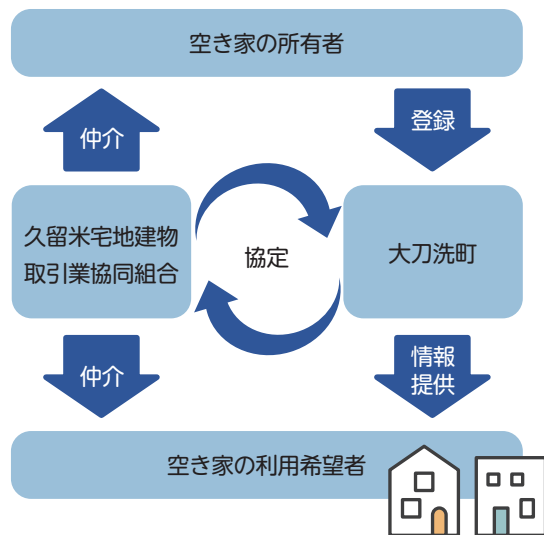 空き家の所有者
仲介
登録
久留米宅地建物
取引業協同組合
協定
大刀洗町
仲介
情報
提供
空き家の利用希望者